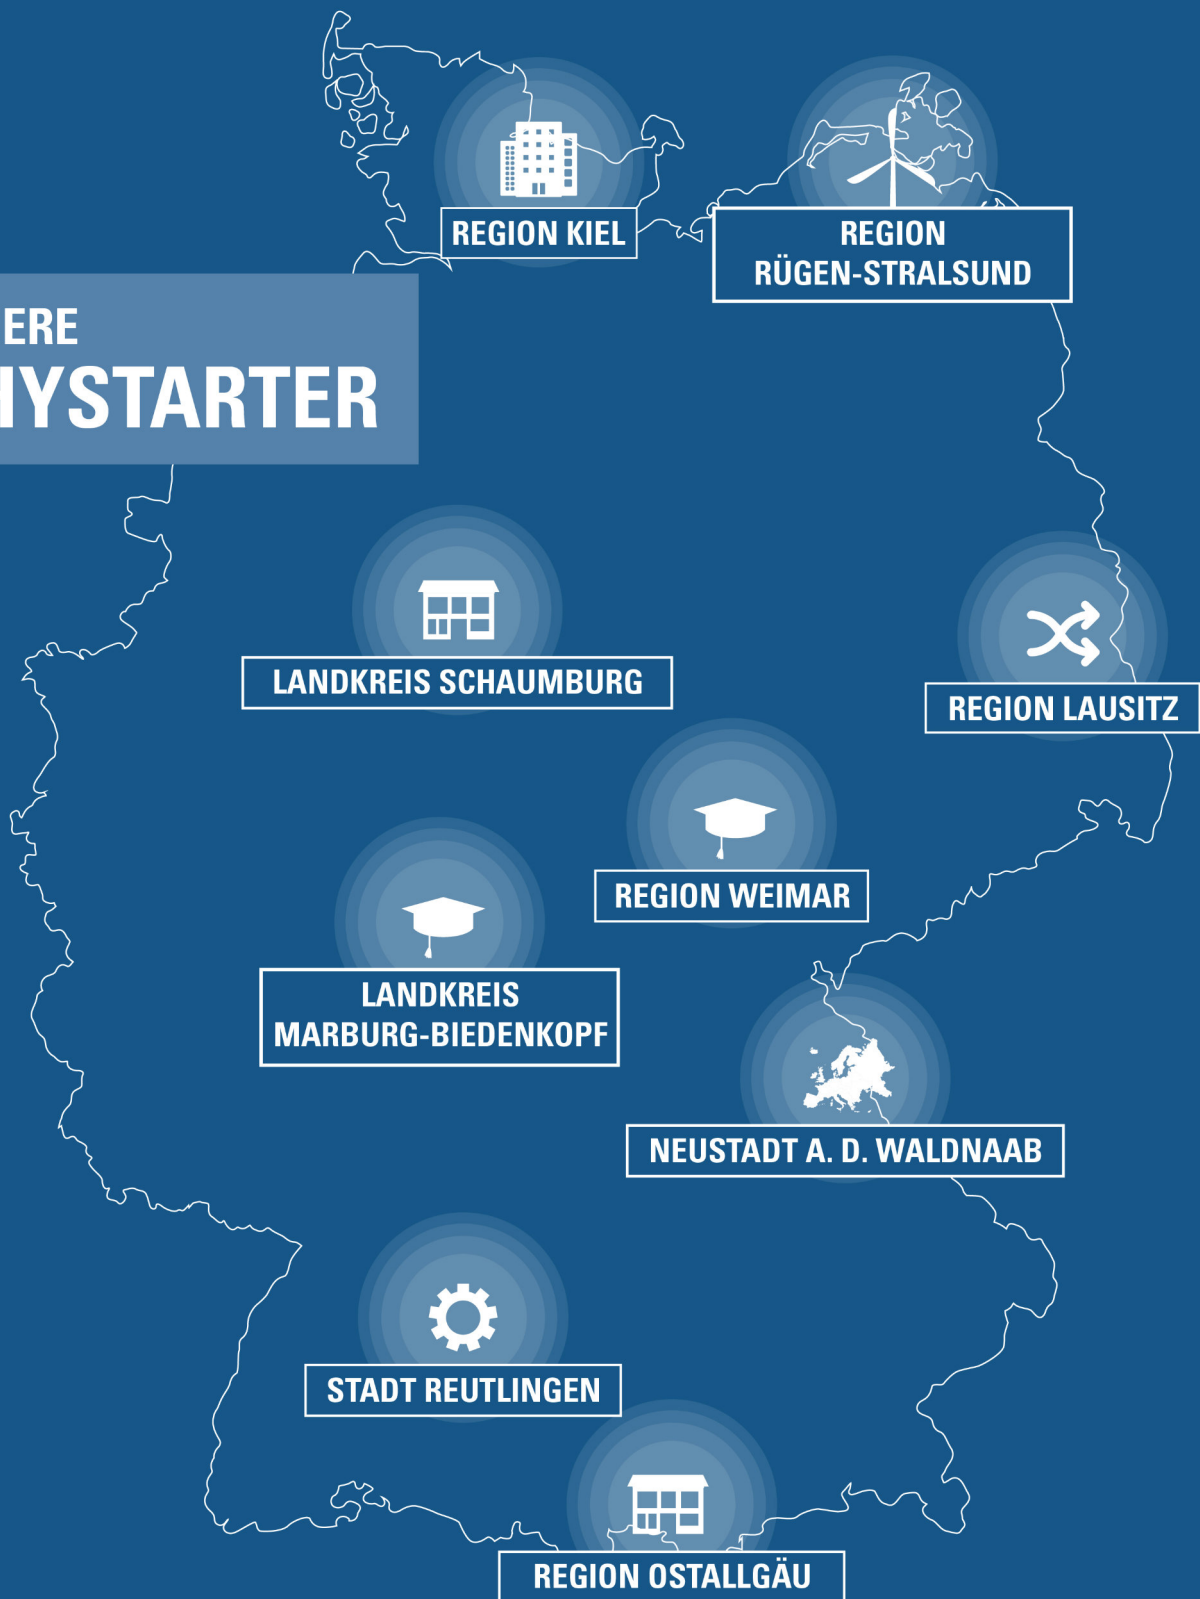 REGION KIEL
REGION
RÜGEN-STRALSUND
ERE
HYSTARTER
LANDKREIS SCHAUMBURG
REGION LAUSITZ
REGION WEIMAR
LANDKREIS
MARBURG-BIEDENKOPF
NEUSTADT A. D. WALDNAAB
STADT REUTLINGEN
REGION OSTALLGÄU